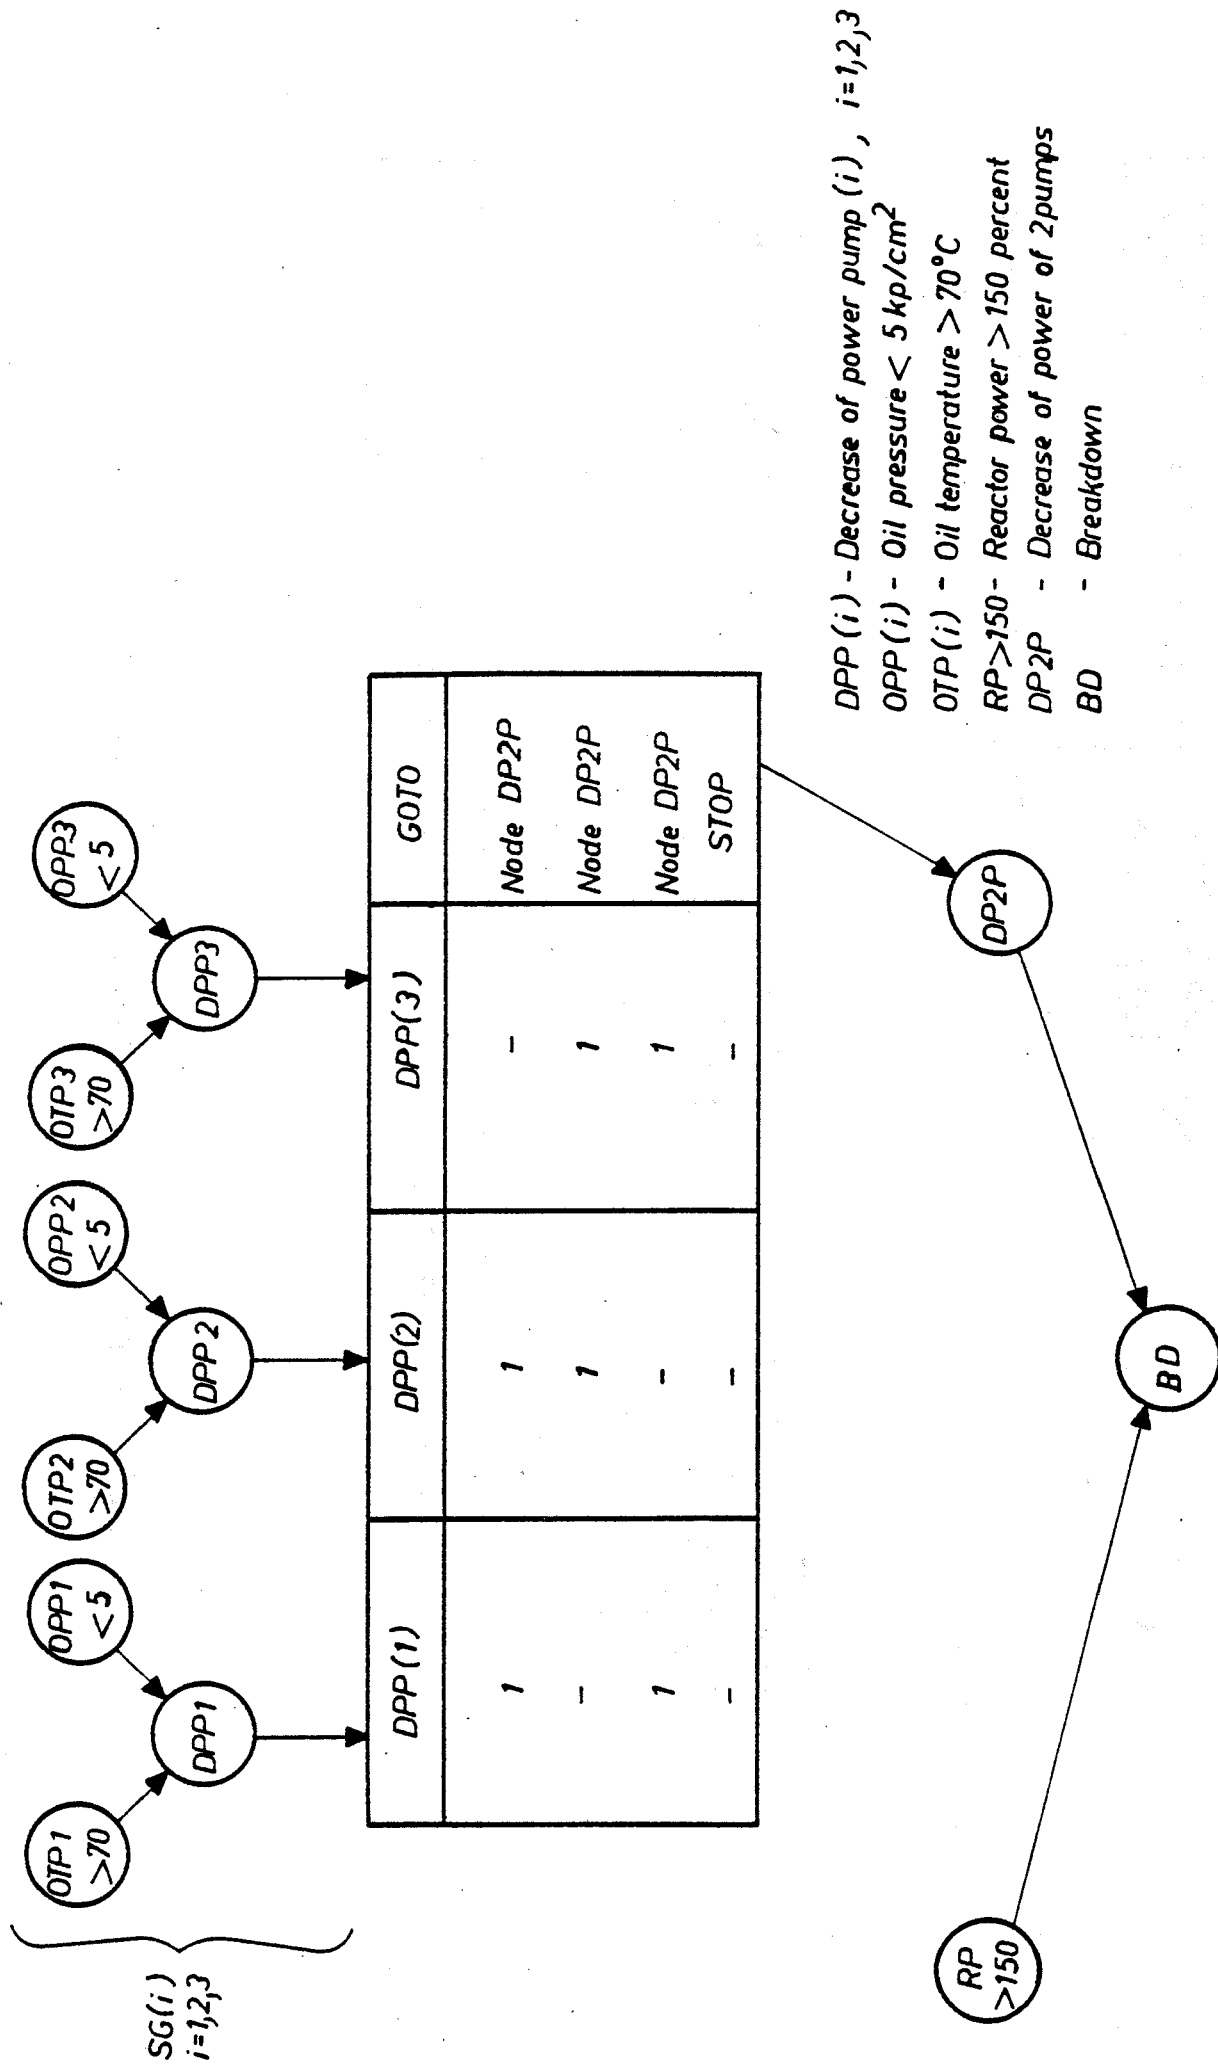 SG(i)
i=1,2,3
OTP1
>70
OPP1
<5
OTP2
>70
OPP2
<5
OTP3
>70
OPP3
<5
DPP1
DPP2
DPP3
DPP(1) DPP(2) DPP(3) GOTO
1 1 - Node DP2P
- 1 1 Node DP2P
1 - 1 Node DP2P
- - - STOP
RP
>150
DP2P
BD
DPP(i) - Decrease of power pump (i), i=1,2,3
OPP(i) - Oil pressure < 5 kp/cm²
OTP(i) - Oil temperature > 70°C
RP>150 - Reactor power > 150 percent
DP2P - Decrease of power of 2pumps
BD - Breakdown